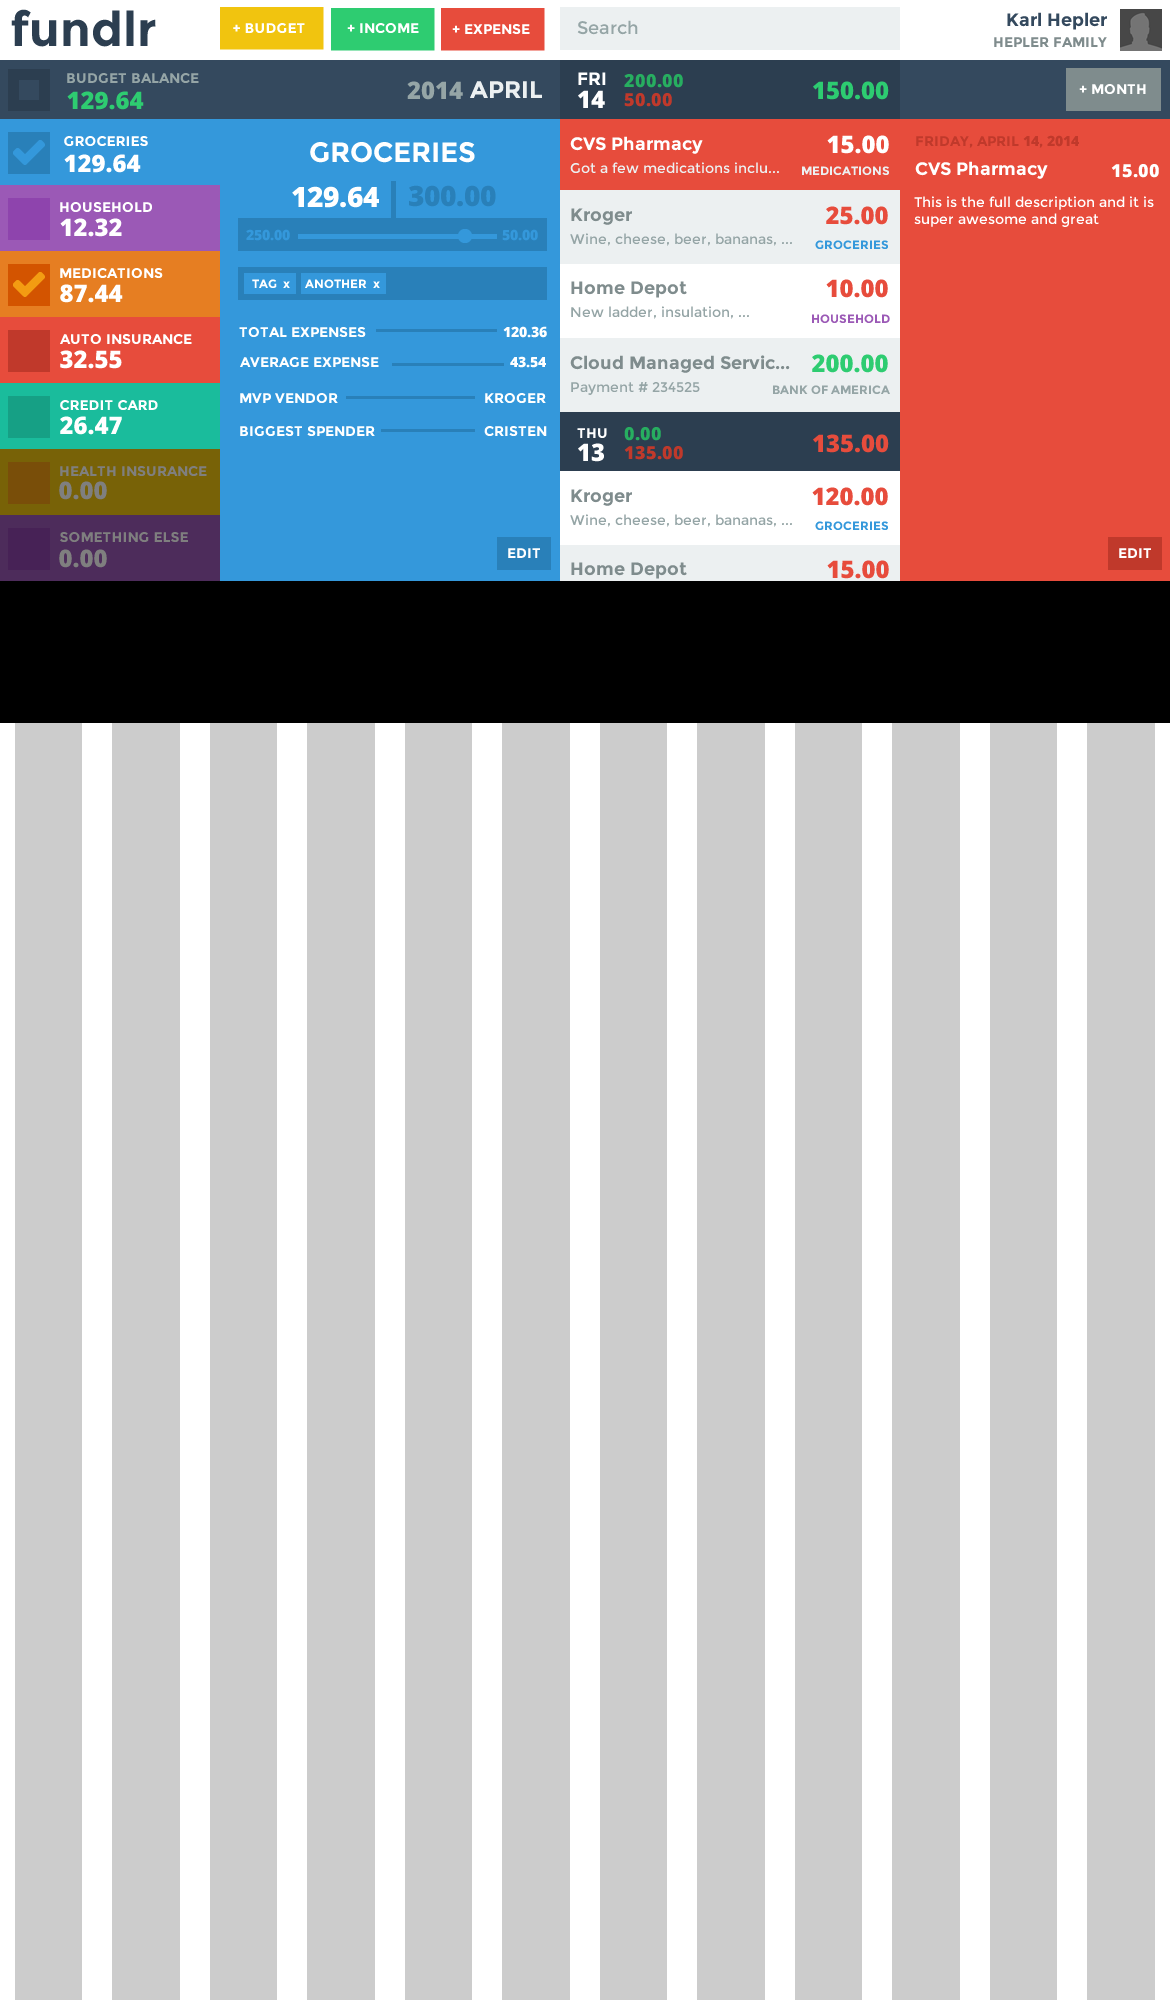 fundlr
+ BUDGET
+ INCOME
+ EXPENSE
Search
Karl Hepler
HEPLER FAMILY
BUDGET BALANCE
129.64
2014 APRIL
FRI
14
200.00
50.00
150.00
+ MONTH
GROCERIES
129.64
HOUSEHOLD
12.32
MEDICATIONS
87.44
AUTO INSURANCE
32.55
CREDIT CARD
26.47
HEALTH INSURANCE
0.00
SOMETHING ELSE
0.00
GROCERIES
129.64 300.00
250.00 50.00
TAG x ANOTHER x
TOTAL EXPENSES 120.36
AVERAGE EXPENSE 43.54
MVP VENDOR KROGER
BIGGEST SPENDER CRISTEN
EDIT
CVS Pharmacy 15.00
Got a few medications inclu... MEDICATIONS
Kroger 25.00
Wine, cheese, beer, bananas, ... GROCERIES
Home Depot 10.00
New ladder, insulation, ... HOUSEHOLD
Cloud Managed Servic... 200.00
Payment # 234525 BANK OF AMERICA
THU
13
0.00
135.00
135.00
Kroger 120.00
Wine, cheese, beer, bananas, ... GROCERIES
Home Depot 15.00
FRIDAY, APRIL 14, 2014
CVS Pharmacy 15.00
This is the full description and it is
super awesome and great
EDIT